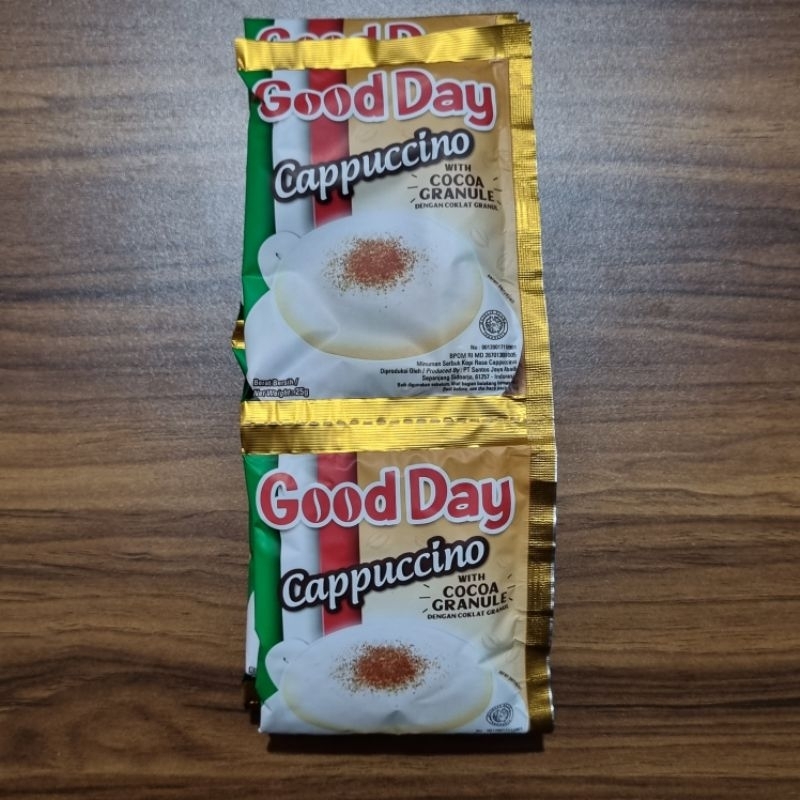 Good Day
Good Day
Cappuccino
WITH
COCOA
GRANULE
DENGAN COKLAT GRANUL
BPOM RI MD
Minuman Serbuk Kopi Rasa Cappuccino
Diproduksi Oleh / Produced By : PT Santos Jaya Abadi
Sepanjang Sidoarjo, 61257 - Indonesia
Berat Bersih /
Net Weight : 25g
Good Day
Cappuccino
WITH
COCOA
GRANULE
DENGAN COKLAT GRANUL